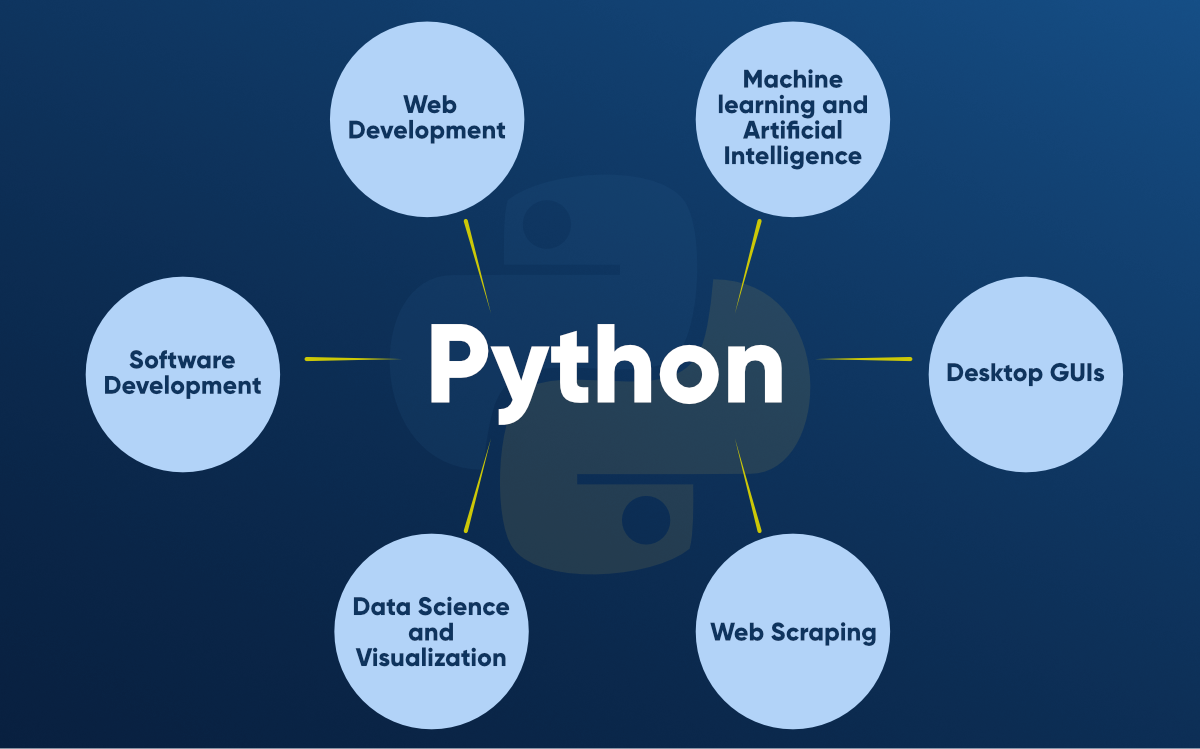 Web
Development
Machine
learning and
Artificial
Intelligence
Software
Development
Python
Desktop GUIs
Data Science
and
Visualization
Web Scraping